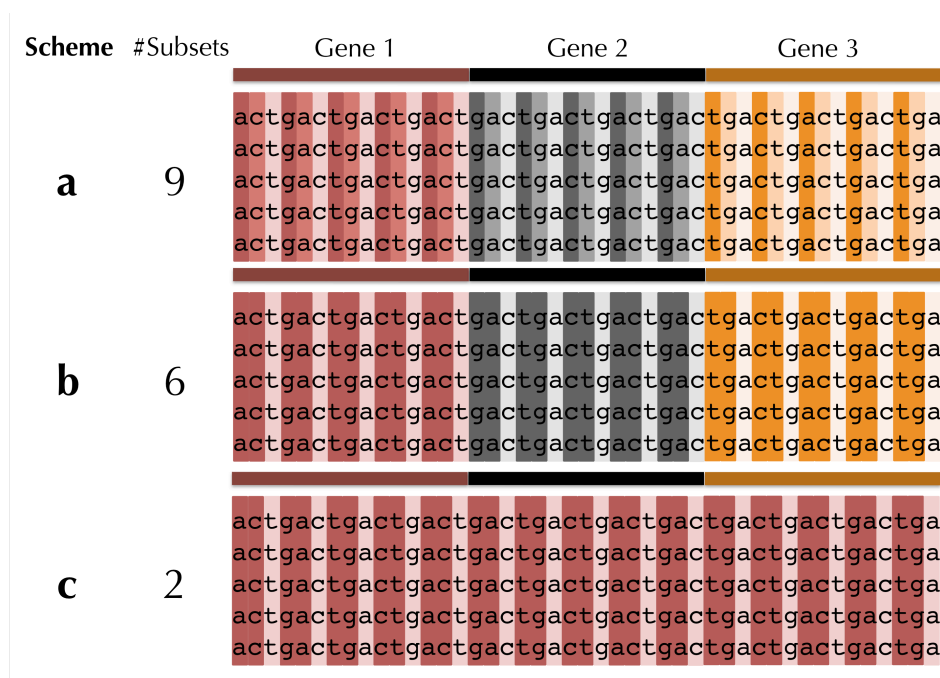 Scheme #Subsets Gene 1 Gene 2 Gene 3
actgactgactgactgactgactgactgactgactgactgactga
actgactgactgactgactgactgactgactgactgactgactga
a 9 actgactgactgactgactgactgactgactgactgactgactga
actgactgactgactgactgactgactgactgactgactgactga
actgactgactgactgactgactgactgactgactgactgactga
actgactgactgactgactgactgactgactgactgactgactga
actgactgactgactgactgactgactgactgactgactgactga
b 6 actgactgactgactgactgactgactgactgactgactgactga
actgactgactgactgactgactgactgactgactgactgactga
actgactgactgactgactgactgactgactgactgactgactga
actgactgactgactgactgactgactgactgactgactgactga
actgactgactgactgactgactgactgactgactgactgactga
c 2 actgactgactgactgactgactgactgactgactgactgactga
actgactgactgactgactgactgactgactgactgactgactga
actgactgactgactgactgactgactgactgactgactgactga